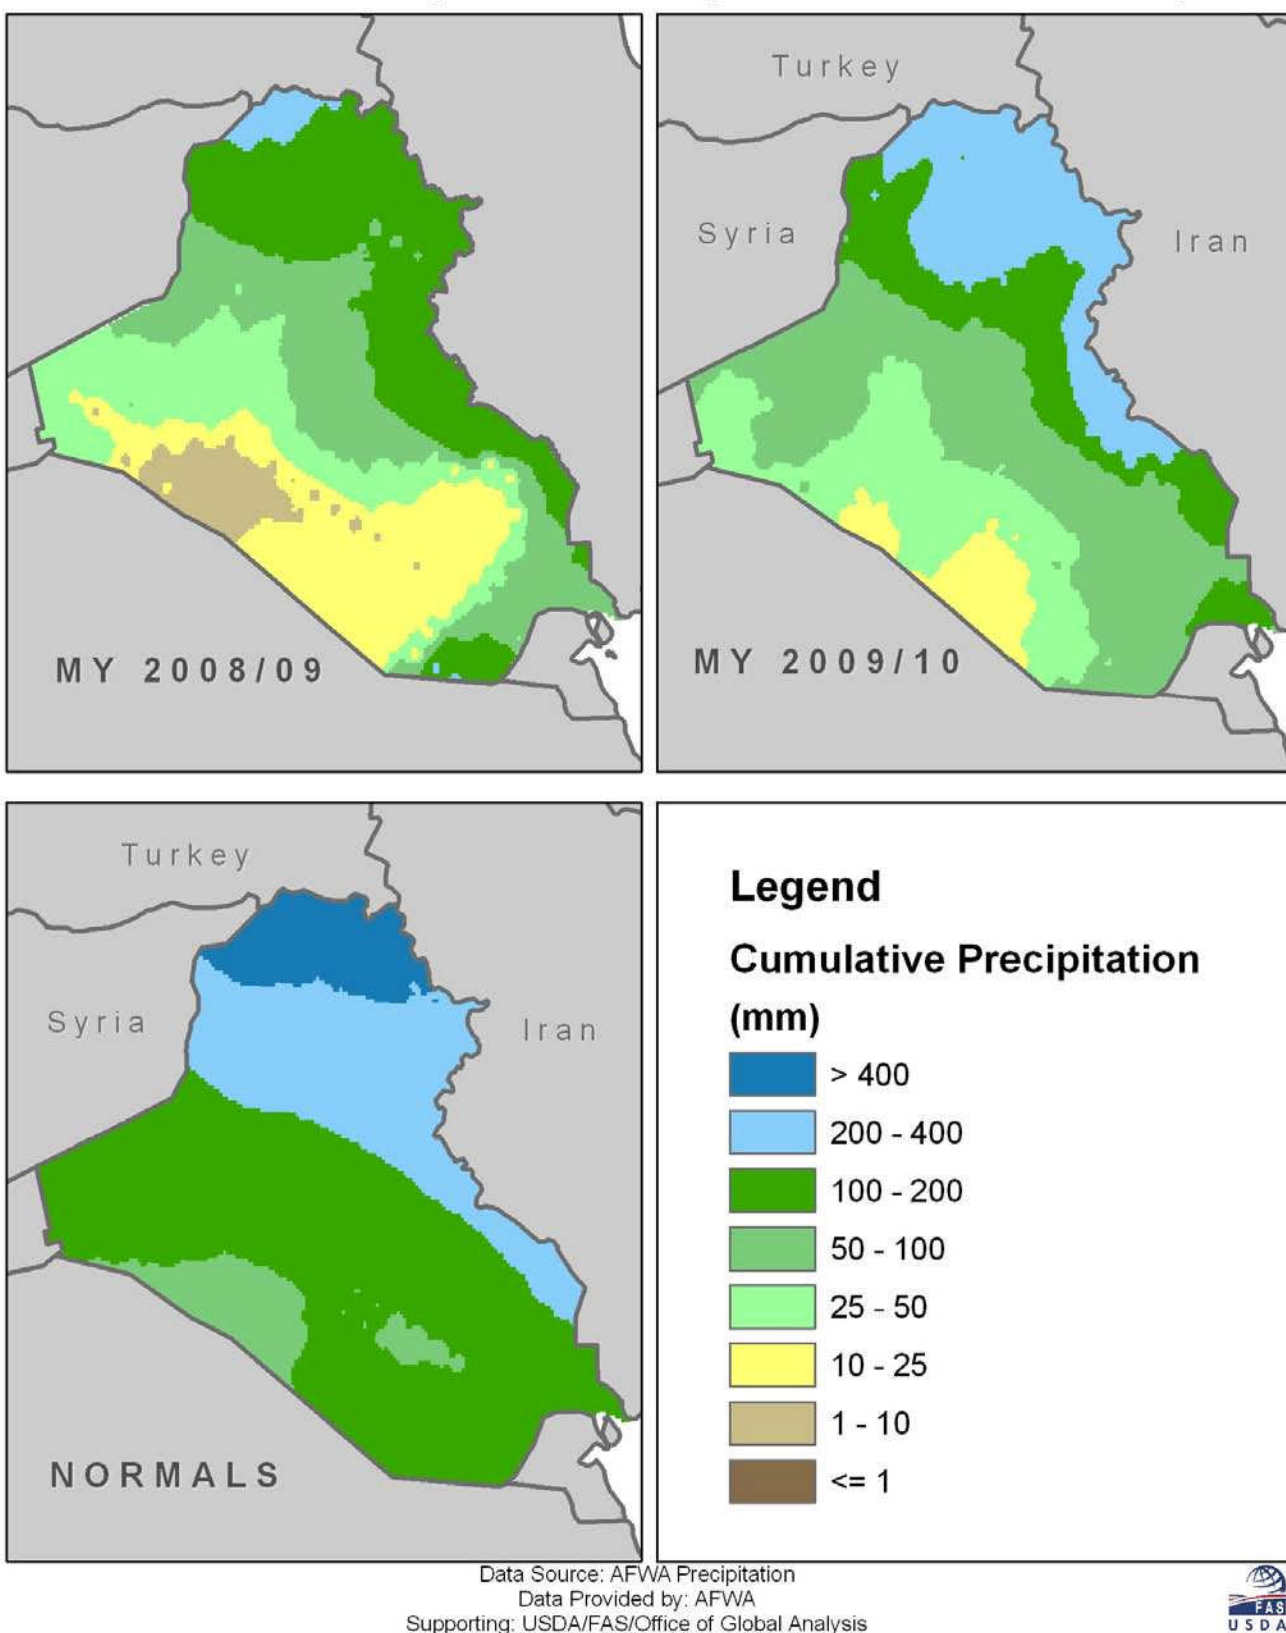 MY 2008/09
Turkey
Syria
Iran
MY 2009/10
Turkey
Syria
Iran
NORMALS
Legend
Cumulative Precipitation
(mm)
> 400
200 - 400
100 - 200
50 - 100
25 - 50
10 - 25
1 - 10
<= 1
Data Source: AFWA Precipitation
Data Provided by: AFWA
Supporting: USDA/FAS/Office of Global Analysis
FAS
USDA